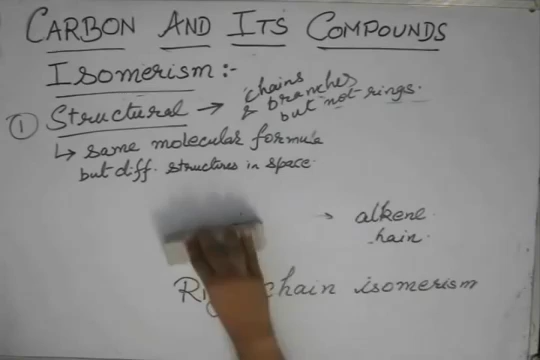 CARBON AND ITS COMPOUNDS
Isomerism :-
① Structural → chains
& branches
but not rings.
↳ same molecular formula
but diff. structures in space.
→ alkene
hain
chain isomerism